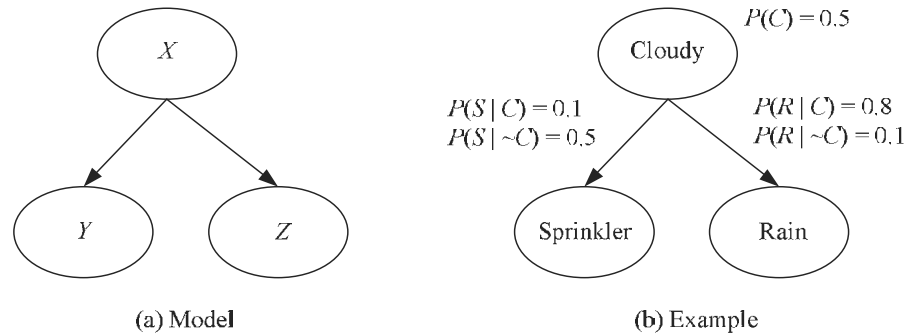 X
Y
Z
(a) Model
P(C) = 0.5
Cloudy
P(S | C) = 0.1
P(S | ~C) = 0.5
P(R | C) = 0.8
P(R | ~C) = 0.1
Sprinkler
Rain
(b) Example